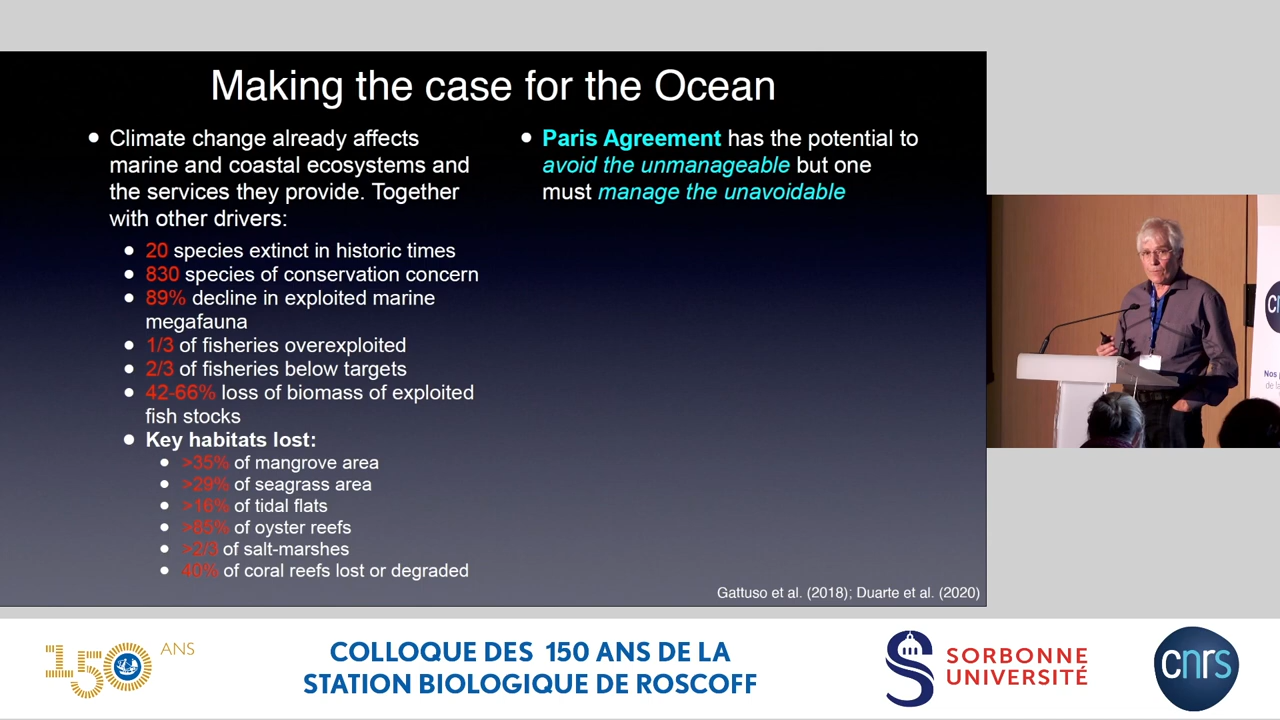 Making the case for the Ocean
• Climate change already affects
marine and coastal ecosystems and
the services they provide. Together
with other drivers:
• 20 species extinct in historic times
• 830 species of conservation concern
• 89% decline in exploited marine
megafauna
• 1/3 of fisheries overexploited
• 2/3 of fisheries below targets
• 42-66% loss of biomass of exploited
fish stocks
• Key habitats lost:
• >35% of mangrove area
• >29% of seagrass area
• >16% of tidal flats
• >85% of oyster reefs
• >2/3 of salt-marshes
• 40% of coral reefs lost or degraded
• Paris Agreement has the potential to
avoid the unmanageable but one
must manage the unavoidable
Gattuso et al. (2018); Duarte et al. (2020)
Nos
de la
150 ANS
COLLOQUE DES 150 ANS DE LA
STATION BIOLOGIQUE DE ROSCOFF
SORBONNE
UNIVERSITÉ
cnrs